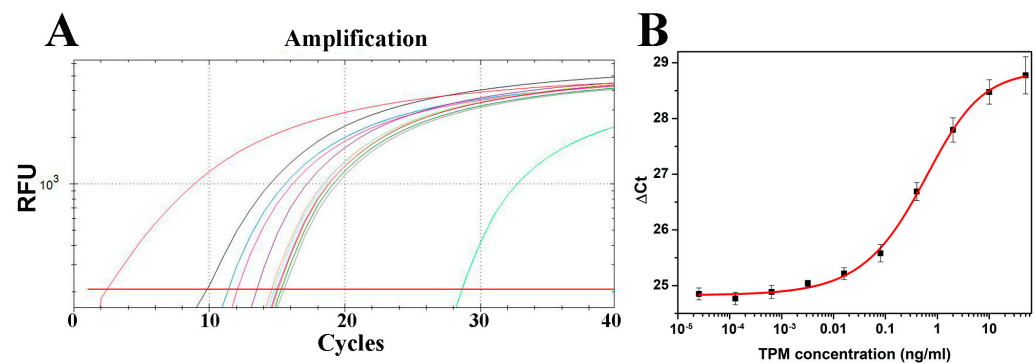 A
Amplification
RFU
10³
0 10 20 30 40
Cycles
B
ΔCt
29
28
27
26
25
10⁻⁵ 10⁻⁴ 10⁻³ 0.01 0.1 1 10
TPM concentration (ng/ml)